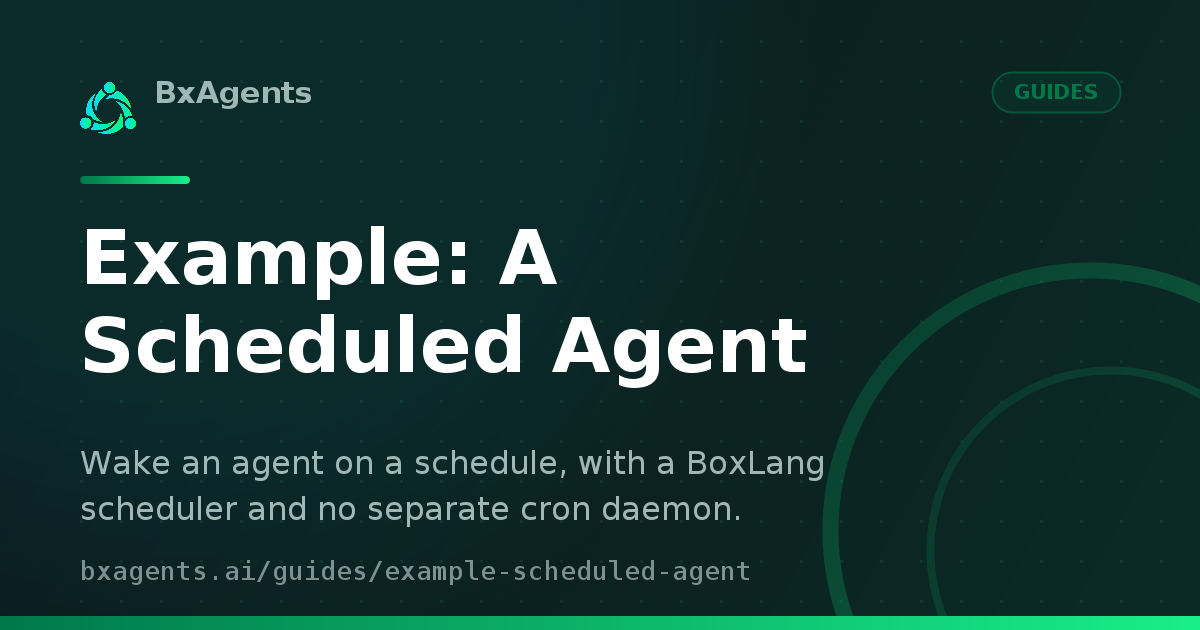 BxAgents
GUIDES
Example: A
Scheduled Agent
Wake an agent on a schedule, with a BoxLang
scheduler and no separate cron daemon.
bxagents.ai/guides/example-scheduled-agent